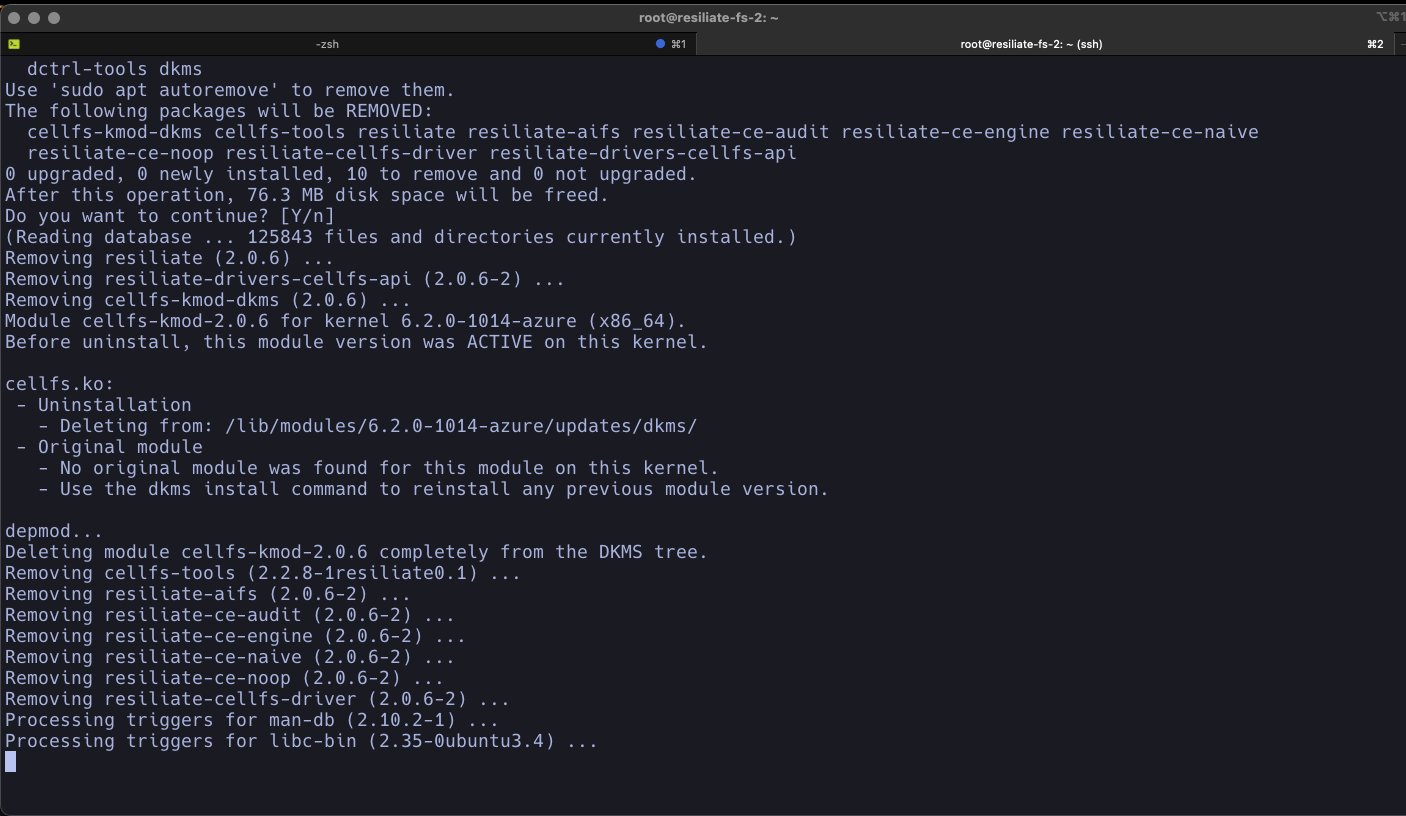 root@resiliate-fs-2: ~
⌥⌘1
-zsh
⌘1
root@resiliate-fs-2: ~ (ssh)
⌘2
dctrl-tools dkms
Use 'sudo apt autoremove' to remove them.
The following packages will be REMOVED:
cellfs-kmod-dkms cellfs-tools resiliate resiliate-aifs resiliate-ce-audit resiliate-ce-engine resiliate-ce-naive
resiliate-ce-noop resiliate-cellfs-driver resiliate-drivers-cellfs-api
0 upgraded, 0 newly installed, 10 to remove and 0 not upgraded.
After this operation, 76.3 MB disk space will be freed.
Do you want to continue? [Y/n]
(Reading database ... 125843 files and directories currently installed.)
Removing resiliate (2.0.6) ...
Removing resiliate-drivers-cellfs-api (2.0.6-2) ...
Removing cellfs-kmod-dkms (2.0.6) ...
Module cellfs-kmod-2.0.6 for kernel 6.2.0-1014-azure (x86_64).
Before uninstall, this module version was ACTIVE on this kernel.
cellfs.ko:
- Uninstallation
- Deleting from: /lib/modules/6.2.0-1014-azure/updates/dkms/
- Original module
- No original module was found for this module on this kernel.
- Use the dkms install command to reinstall any previous module version.
depmod...
Deleting module cellfs-kmod-2.0.6 completely from the DKMS tree.
Removing cellfs-tools (2.2.8-1resiliate0.1) ...
Removing resiliate-aifs (2.0.6-2) ...
Removing resiliate-ce-audit (2.0.6-2) ...
Removing resiliate-ce-engine (2.0.6-2) ...
Removing resiliate-ce-naive (2.0.6-2) ...
Removing resiliate-ce-noop (2.0.6-2) ...
Removing resiliate-cellfs-driver (2.0.6-2) ...
Processing triggers for man-db (2.10.2-1) ...
Processing triggers for libc-bin (2.35-0ubuntu3.4) ...